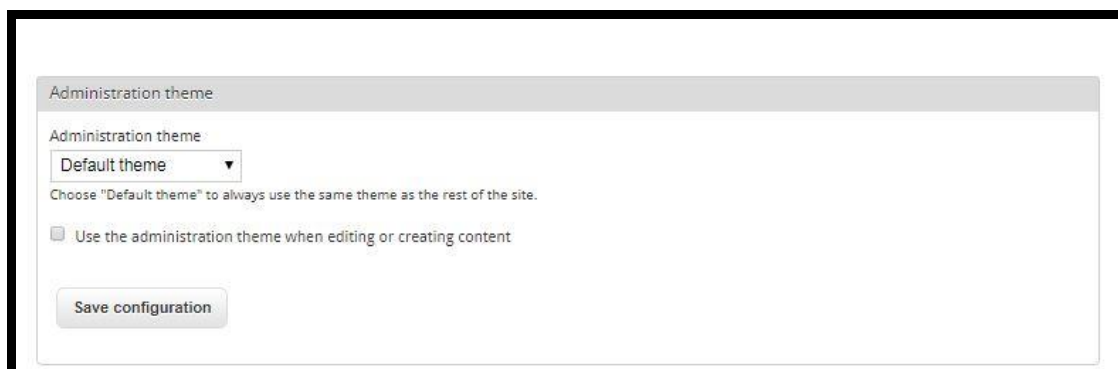 Administration theme
Administration theme
Default theme
Choose "Default theme" to always use the same theme as the rest of the site.
Use the administration theme when editing or creating content
Save configuration